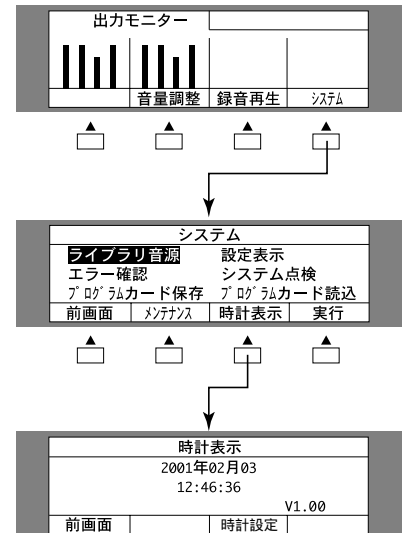 出力モニター
音量調整 録音再生 ｼｽﾃﾑ
システム
ライブラリ音源 設定表示
エラー確認 システム点検
ﾌﾟﾛｸﾞﾗﾑカード保存 ﾌﾟﾛｸﾞﾗﾑカード読込
前画面 ﾒﾝﾃﾅﾝｽ 時計表示 実行
時計表示
2001年02月03
12:46:36
V1.00
前画面 時計設定